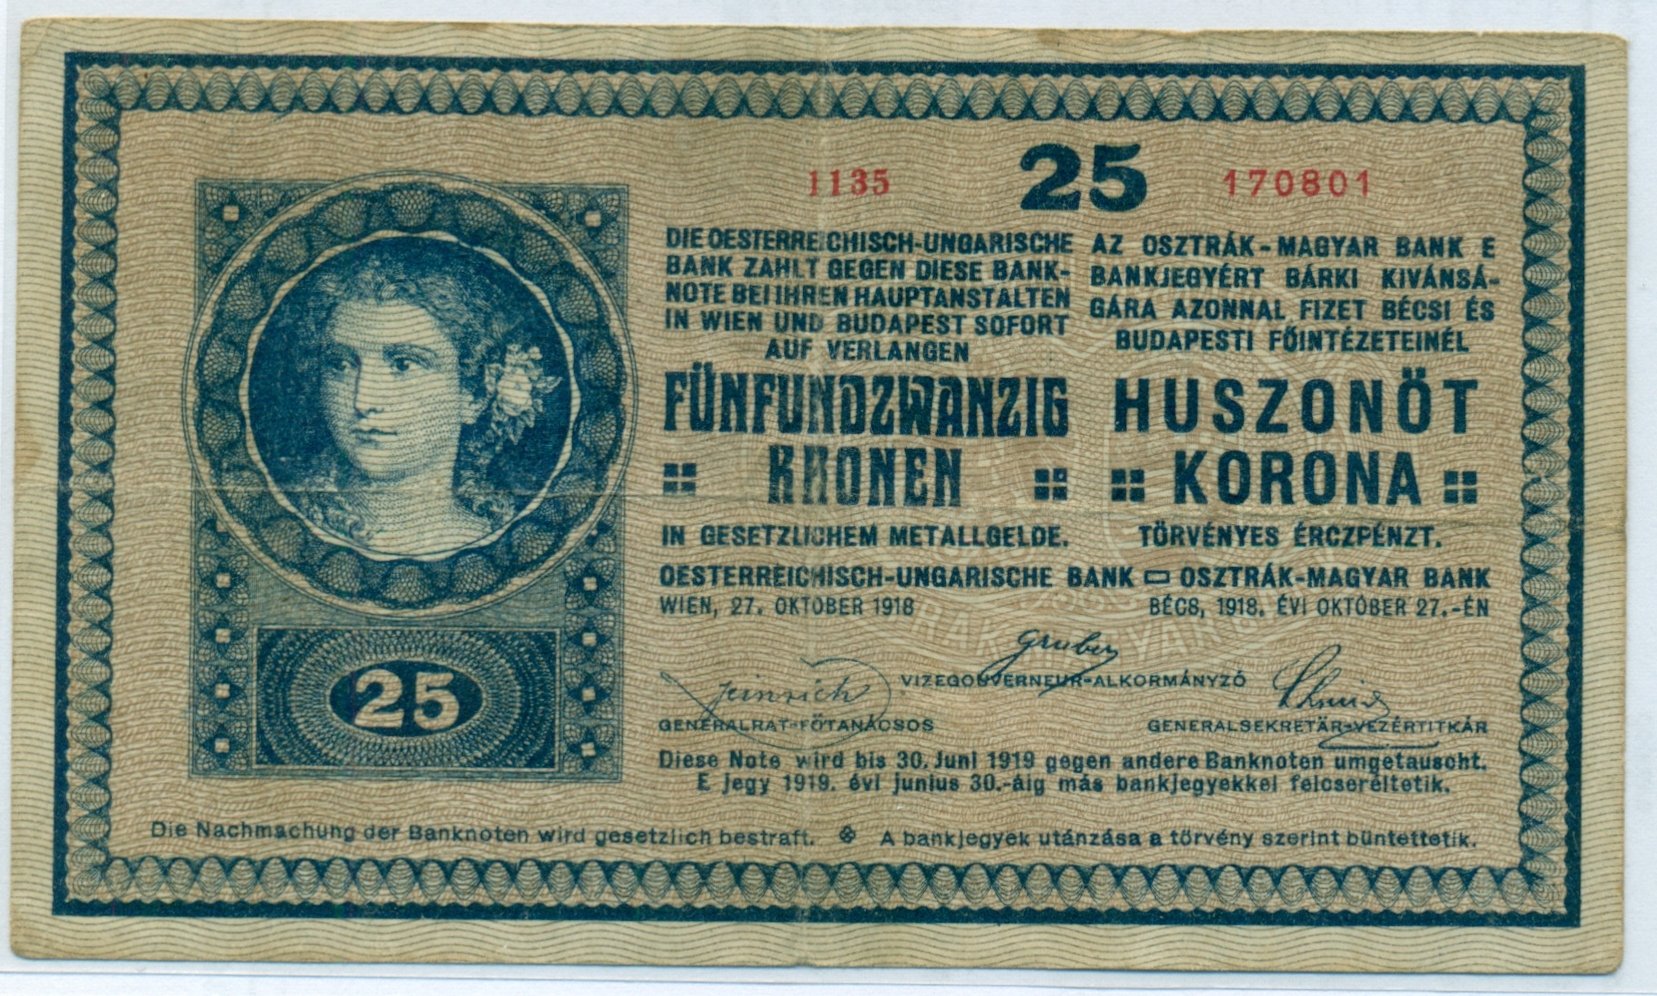 1135 25 170801
DIE OESTERREICHISCH-UNGARISCHE
BANK ZAHLT GEGEN DIESE BANK-
NOTE BEI IHREN HAUPTANSTALTEN
IN WIEN UND BUDAPEST SOFORT
AUF VERLANGEN
FÜNFUNDZWANZIG
KRONEN
IN GESETZLICHEM METALLGELDE.
AZ OSZTRÁK-MAGYAR BANK E
BANKJEGYÉRT BÁRKI KIVÁNSÁ-
GÁRA AZONNAL FIZET BÉCSI ÉS
BUDAPESTI FŐINTÉZETEINÉL
HUSZONÖT
KORONA
TÖRVÉNYES ÉRCZPÉNZT.
OESTERREICHISCH-UNGARISCHE BANK OSZTRÁK-MAGYAR BANK
WIEN, 27. OKTOBER 1918 BÉCS, 1918. ÉVI OKTÓBER 27.-ÉN
Gruber
VIZEGOUVERNEUR-ALKORMÁNYZÓ
GENERALRAT-FŐTANÁCSOS GENERALSEKRETÄR-VEZÉRTITKÁR
25
Diese Note wird bis 30. Juni 1919 gegen andere Banknoten umgetauscht.
E jegy 1919. évi junius 30.-áig más bankjegyekkel felcseréltetik.
Die Nachmachung der Banknoten wird gesetzlich bestraft. A bankjegyek utánzása a törvény szerint büntettetik.